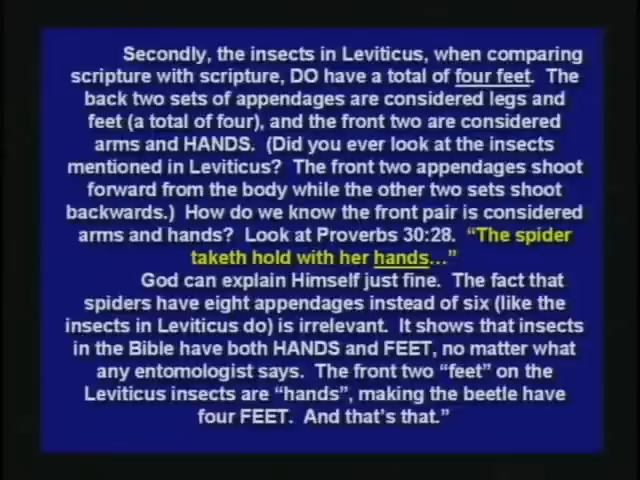 Secondly, the insects in Leviticus, when comparing
scripture with scripture, DO have a total of four feet. The
back two sets of appendages are considered legs and
feet (a total of four), and the front two are considered
arms and HANDS. (Did you ever look at the insects
mentioned in Leviticus? The front two appendages shoot
forward from the body while the other two sets shoot
backwards.) How do we know the front pair is considered
arms and hands? Look at Proverbs 30:28. “The spider
taketh hold with her hands…”
God can explain Himself just fine. The fact that
spiders have eight appendages instead of six (like the
insects in Leviticus do) is irrelevant. It shows that insects
in the Bible have both HANDS and FEET, no matter what
any entomologist says. The front two “feet” on the
Leviticus insects are “hands”, making the beetle have
four FEET. And that’s that.”